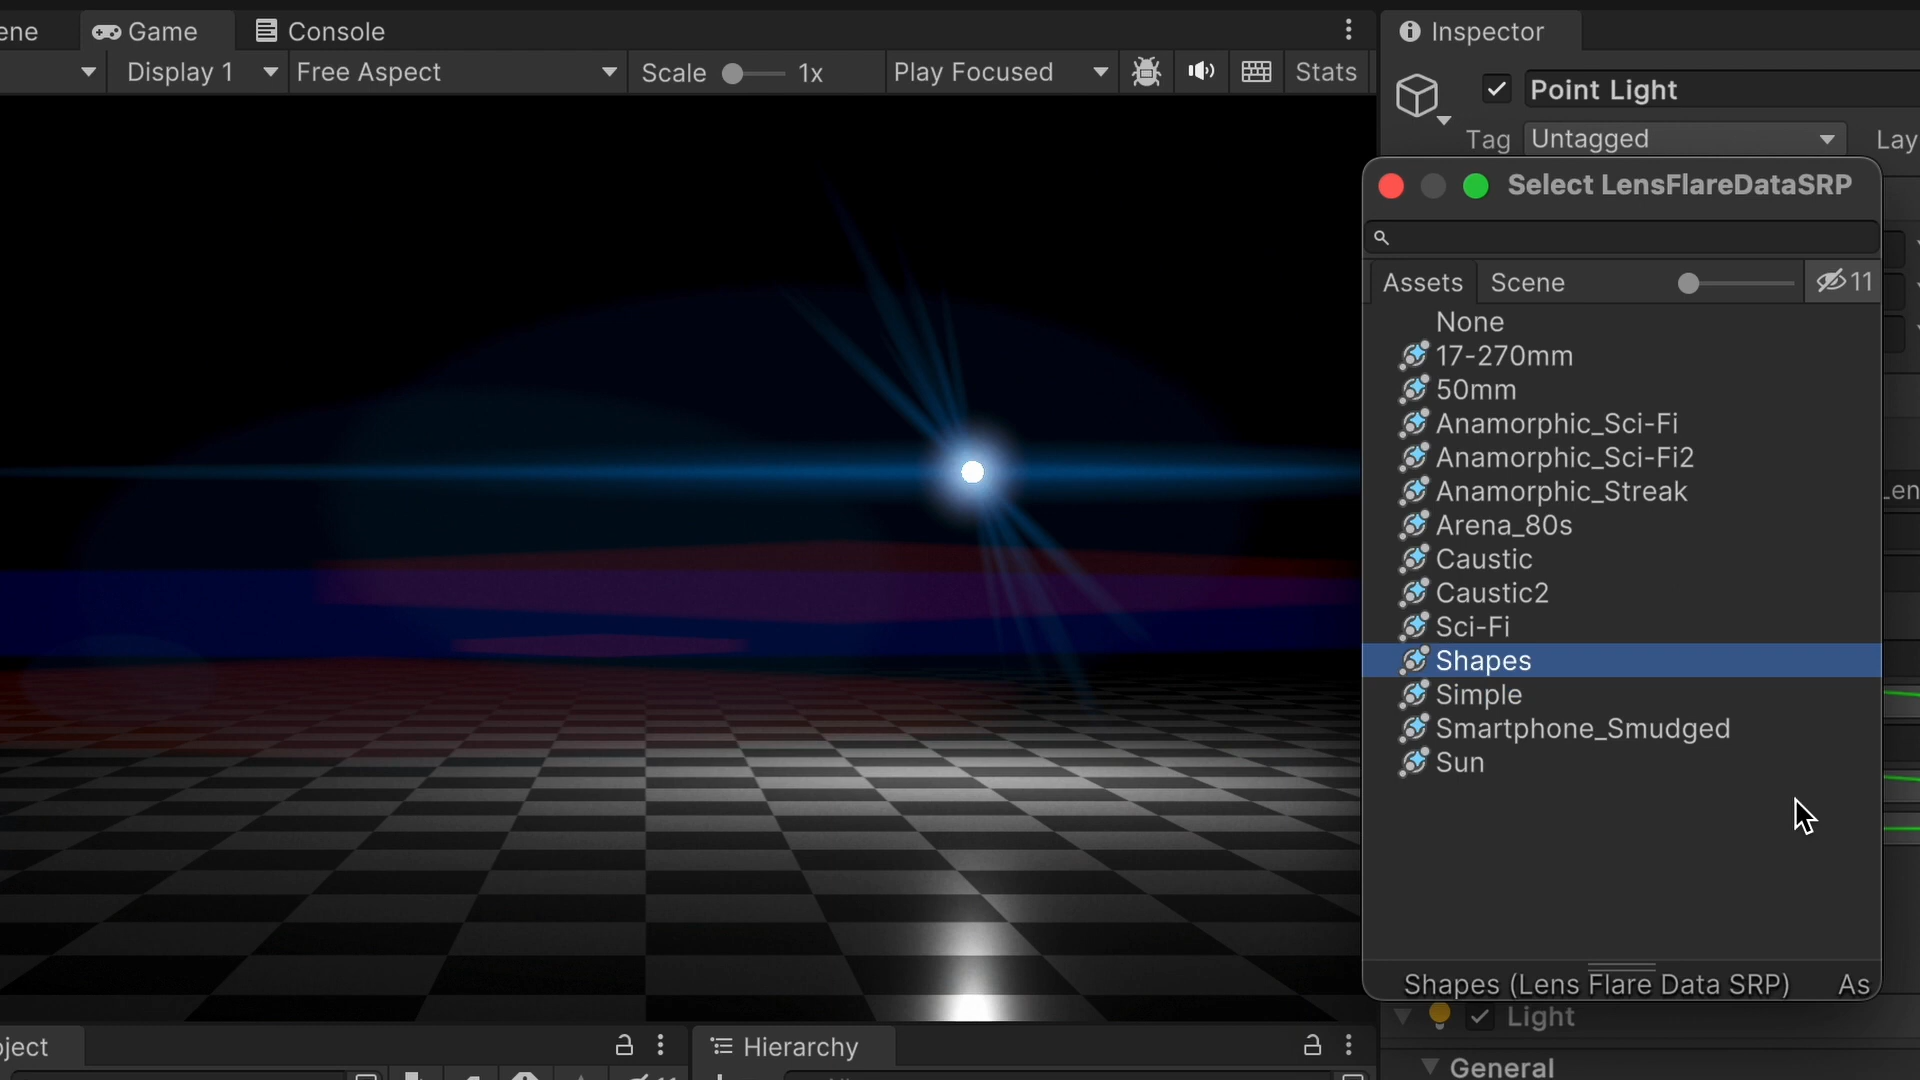 ene
Game
Console
Display 1
Free Aspect
Scale
1x
Play Focused
Stats
Inspector
Point Light
Tag
Untagged
Lay
Select LensFlareDataSRP
Assets
Scene
11
None
17-270mm
50mm
Anamorphic_Sci-Fi
Anamorphic_Sci-Fi2
Anamorphic_Streak
Arena_80s
Caustic
Caustic2
Sci-Fi
Shapes
Simple
Smartphone_Smudged
Sun
Len
Shapes (Lens Flare Data SRP)
As
Light
General
oject
Hierarchy